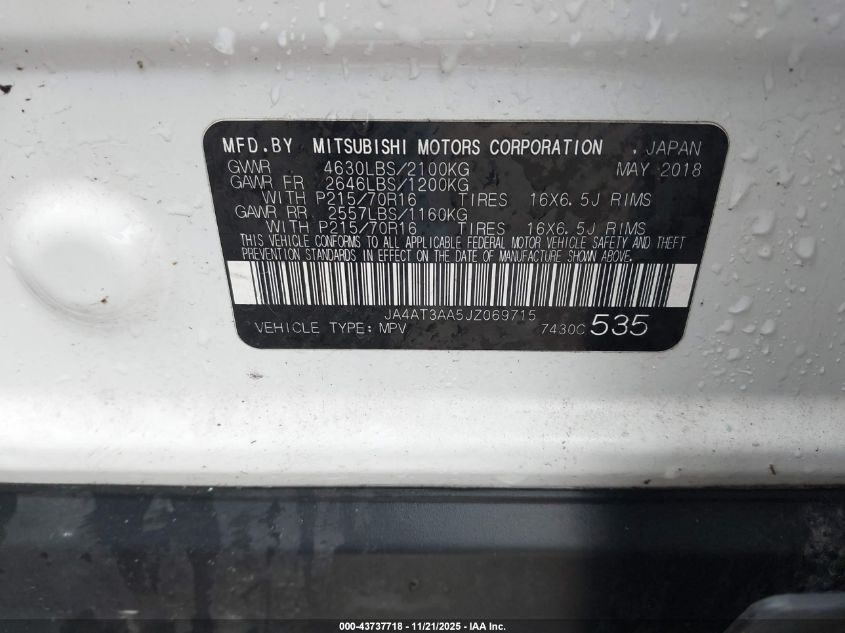 MFD.BY MITSUBISHI MOTORS CORPORATION , JAPAN
GVWR 4630LBS/2100KG MAY 2018
GAWR FR 2646LBS/1200KG
WITH P215/70R16 TIRES 16X6.5J RIMS
GAWR RR 2557LBS/1160KG
WITH P215/70R16 TIRES 16X6.5J RIMS
THIS VEHICLE CONFORMS TO ALL APPLICABLE FEDERAL MOTOR VEHICLE SAFETY AND THEFT
PREVENTION STANDARDS IN EFFECT ON THE DATE OF MANUFACTURE SHOWN ABOVE.
JA4AT3AA5JZ069715
VEHICLE TYPE: MPV 7430C 535
000-43737718 - 11/21/2025 - IAA Inc.